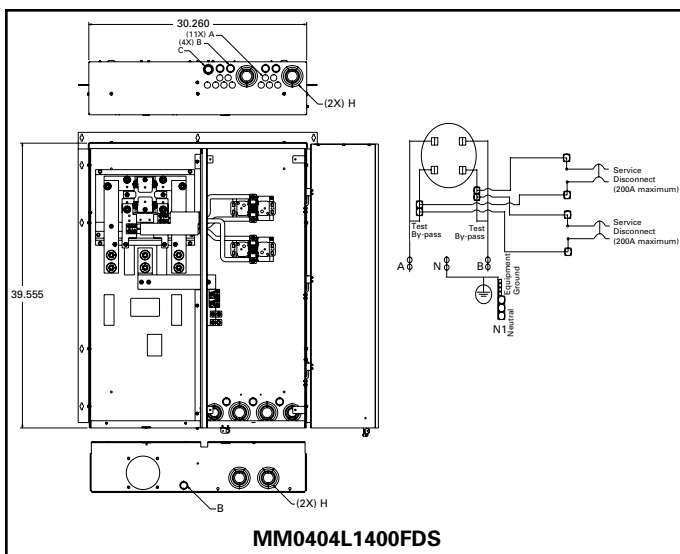 30.260
(11X) A
(4X) B
C
(2X) H
39.555
B
(2X) H
Service
Disconnect
(200A maximum)
Service
Disconnect
(200A maximum)
Test
By-pass
Test
By-pass
A
N
B
Equipment
Ground
Neutral
N1
MM0404L1400FDS